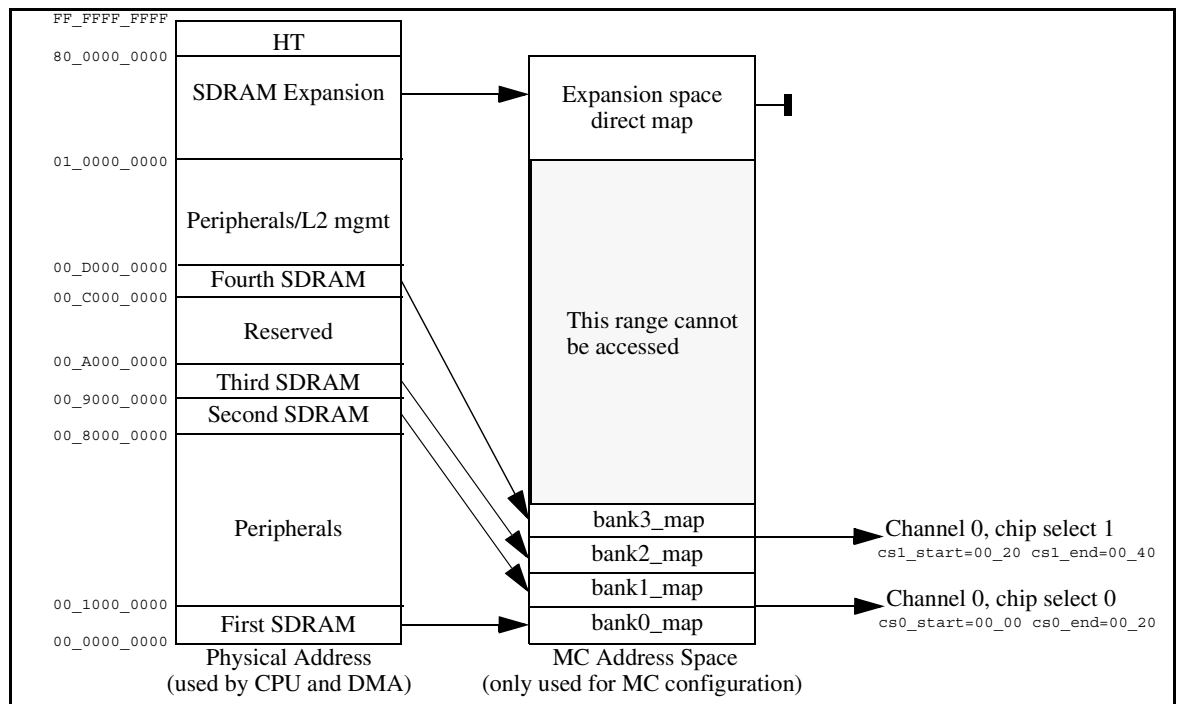 FF_FFFF_FFFF
HT
80_0000_0000
SDRAM Expansion
01_0000_0000
Peripherals/L2 mgmt
00_D000_0000
Fourth SDRAM
00_C000_0000
Reserved
00_A000_0000
Third SDRAM
00_9000_0000
Second SDRAM
00_8000_0000
Peripherals
00_1000_0000
First SDRAM
00_0000_0000
Physical Address
(used by CPU and DMA)
Expansion space
direct map
This range cannot
be accessed
bank3_map
bank2_map
bank1_map
bank0_map
MC Address Space
(only used for MC configuration)
Channel 0, chip select 1
cs1_start=00_20 cs1_end=00_40
Channel 0, chip select 0
cs0_start=00_00 cs0_end=00_20